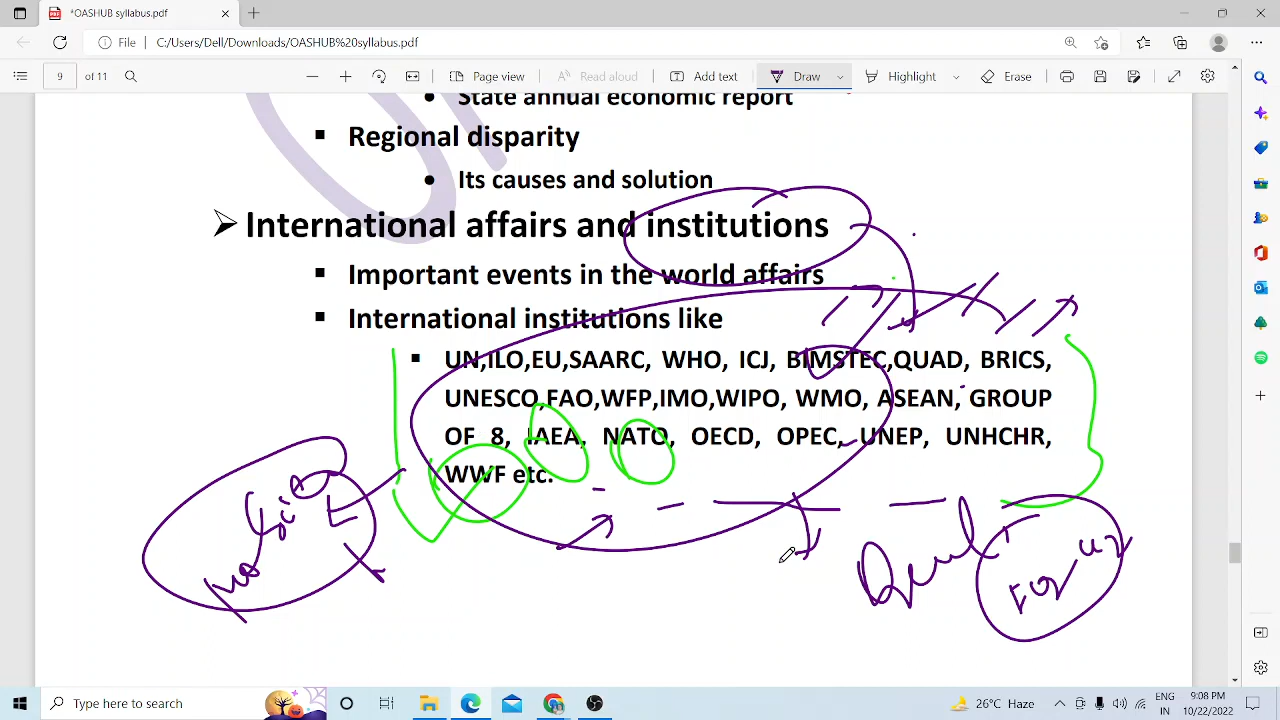 *OASHUB syllabus.pdf
File
C:/Users/Dell/Downloads/OASHUB%20syllabus.pdf
9 of 11
Page view
Read aloud
Add text
Draw
Highlight
Erase
State annual economic report
Regional disparity
Its causes and solution
International affairs and institutions
Important events in the world affairs
International institutions like
UN,ILO,EU,SAARC, WHO, ICJ, BIMSTEC,QUAD, BRICS,
UNESCO,FAO,WFP,IMO,WIPO, WMO, ASEAN, GROUP
OF 8, IAEA, NATO, OECD, OPEC, UNEP, UNHCHR,
WWF etc.
Type here to search
26°C Haze
ENG
IN
9:08 PM
10/22/2022